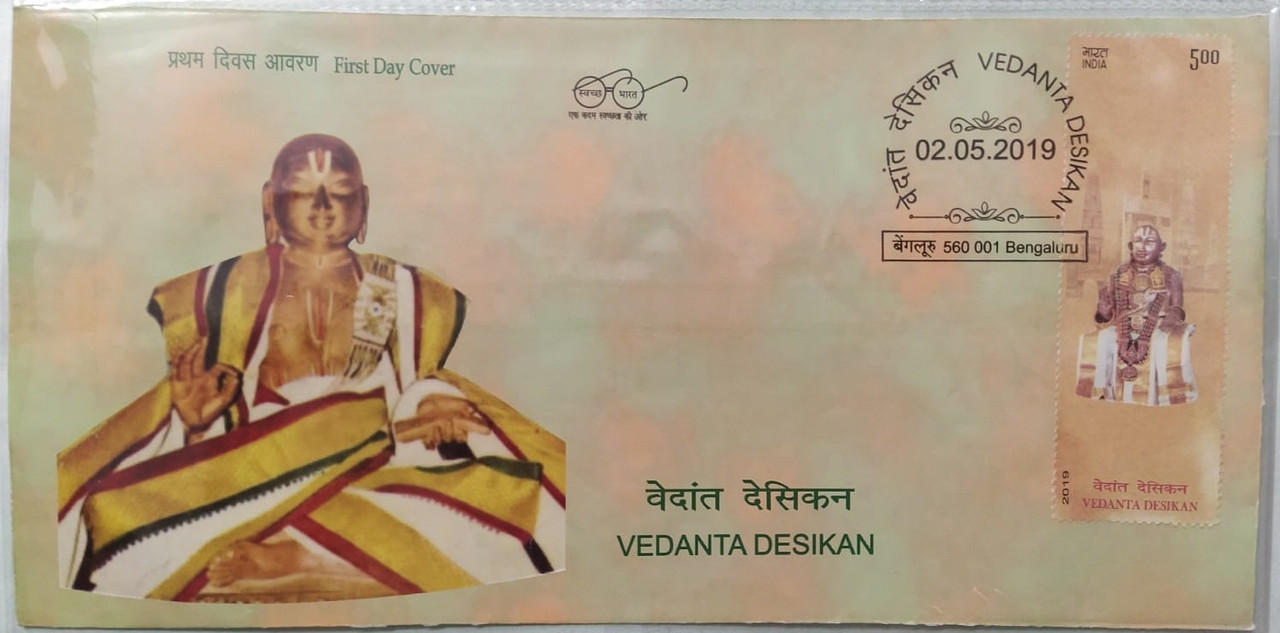 प्रथम दिवस आवरण First Day Cover
स्वच्छ भारत
एक कदम स्वच्छता की ओर
वेदांत देसिकन VEDANTA DESIKAN
02.05.2019
बेंगलूरु 560 001 Bengaluru
भारत
INDIA
500
2019
वेदांत देसिकन
VEDANTA DESIKAN
वेदांत देसिकन
VEDANTA DESIKAN